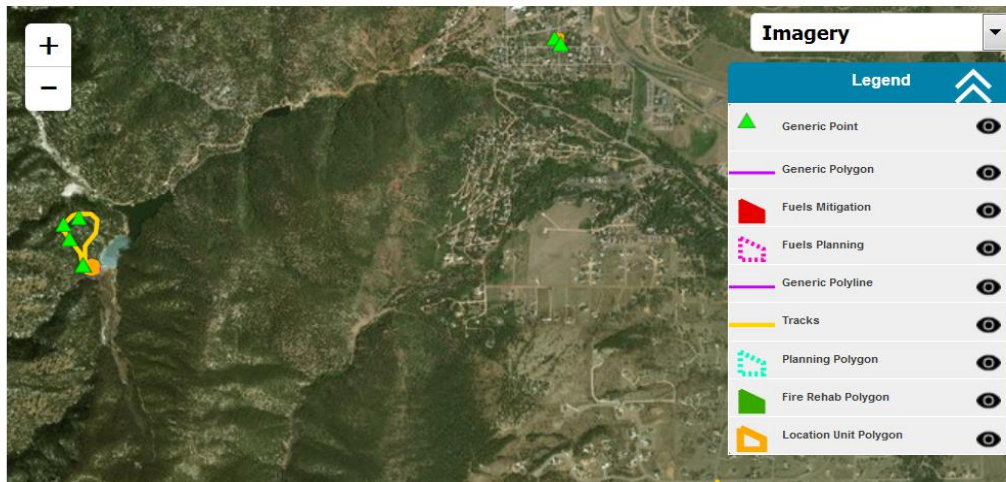 +
Imagery
−
Legend
Generic Point
Generic Polygon
Fuels Mitigation
Fuels Planning
Generic Polyline
Tracks
Planning Polygon
Fire Rehab Polygon
Location Unit Polygon